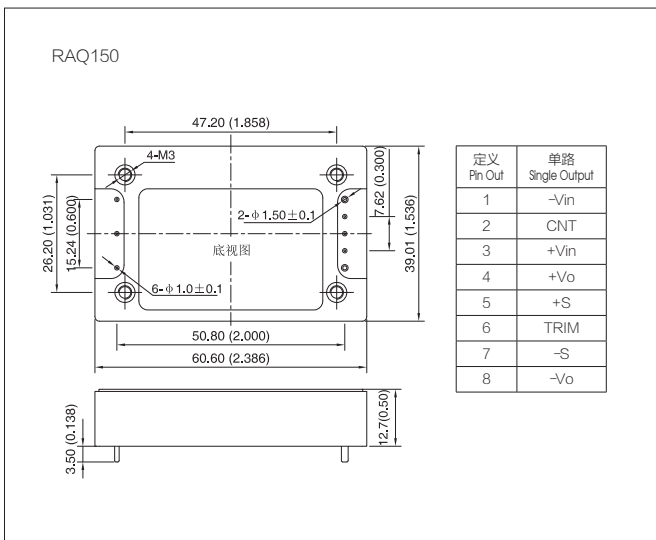 RAQ150
47.20 (1.858)
4-M3
7.62 (0.300)
2-ϕ1.50±0.1
26.20 (1.031)
15.24 (0.600)
底视图
39.01 (1.536)
6-ϕ1.0±0.1
50.80 (2.000)
60.60 (2.386)
3.50 (0.138)
12.7(0.50)
定义 单路
Pin Out Single Output
1 -Vin
2 CNT
3 +Vin
4 +Vo
5 +S
6 TRIM
7 -S
8 -Vo